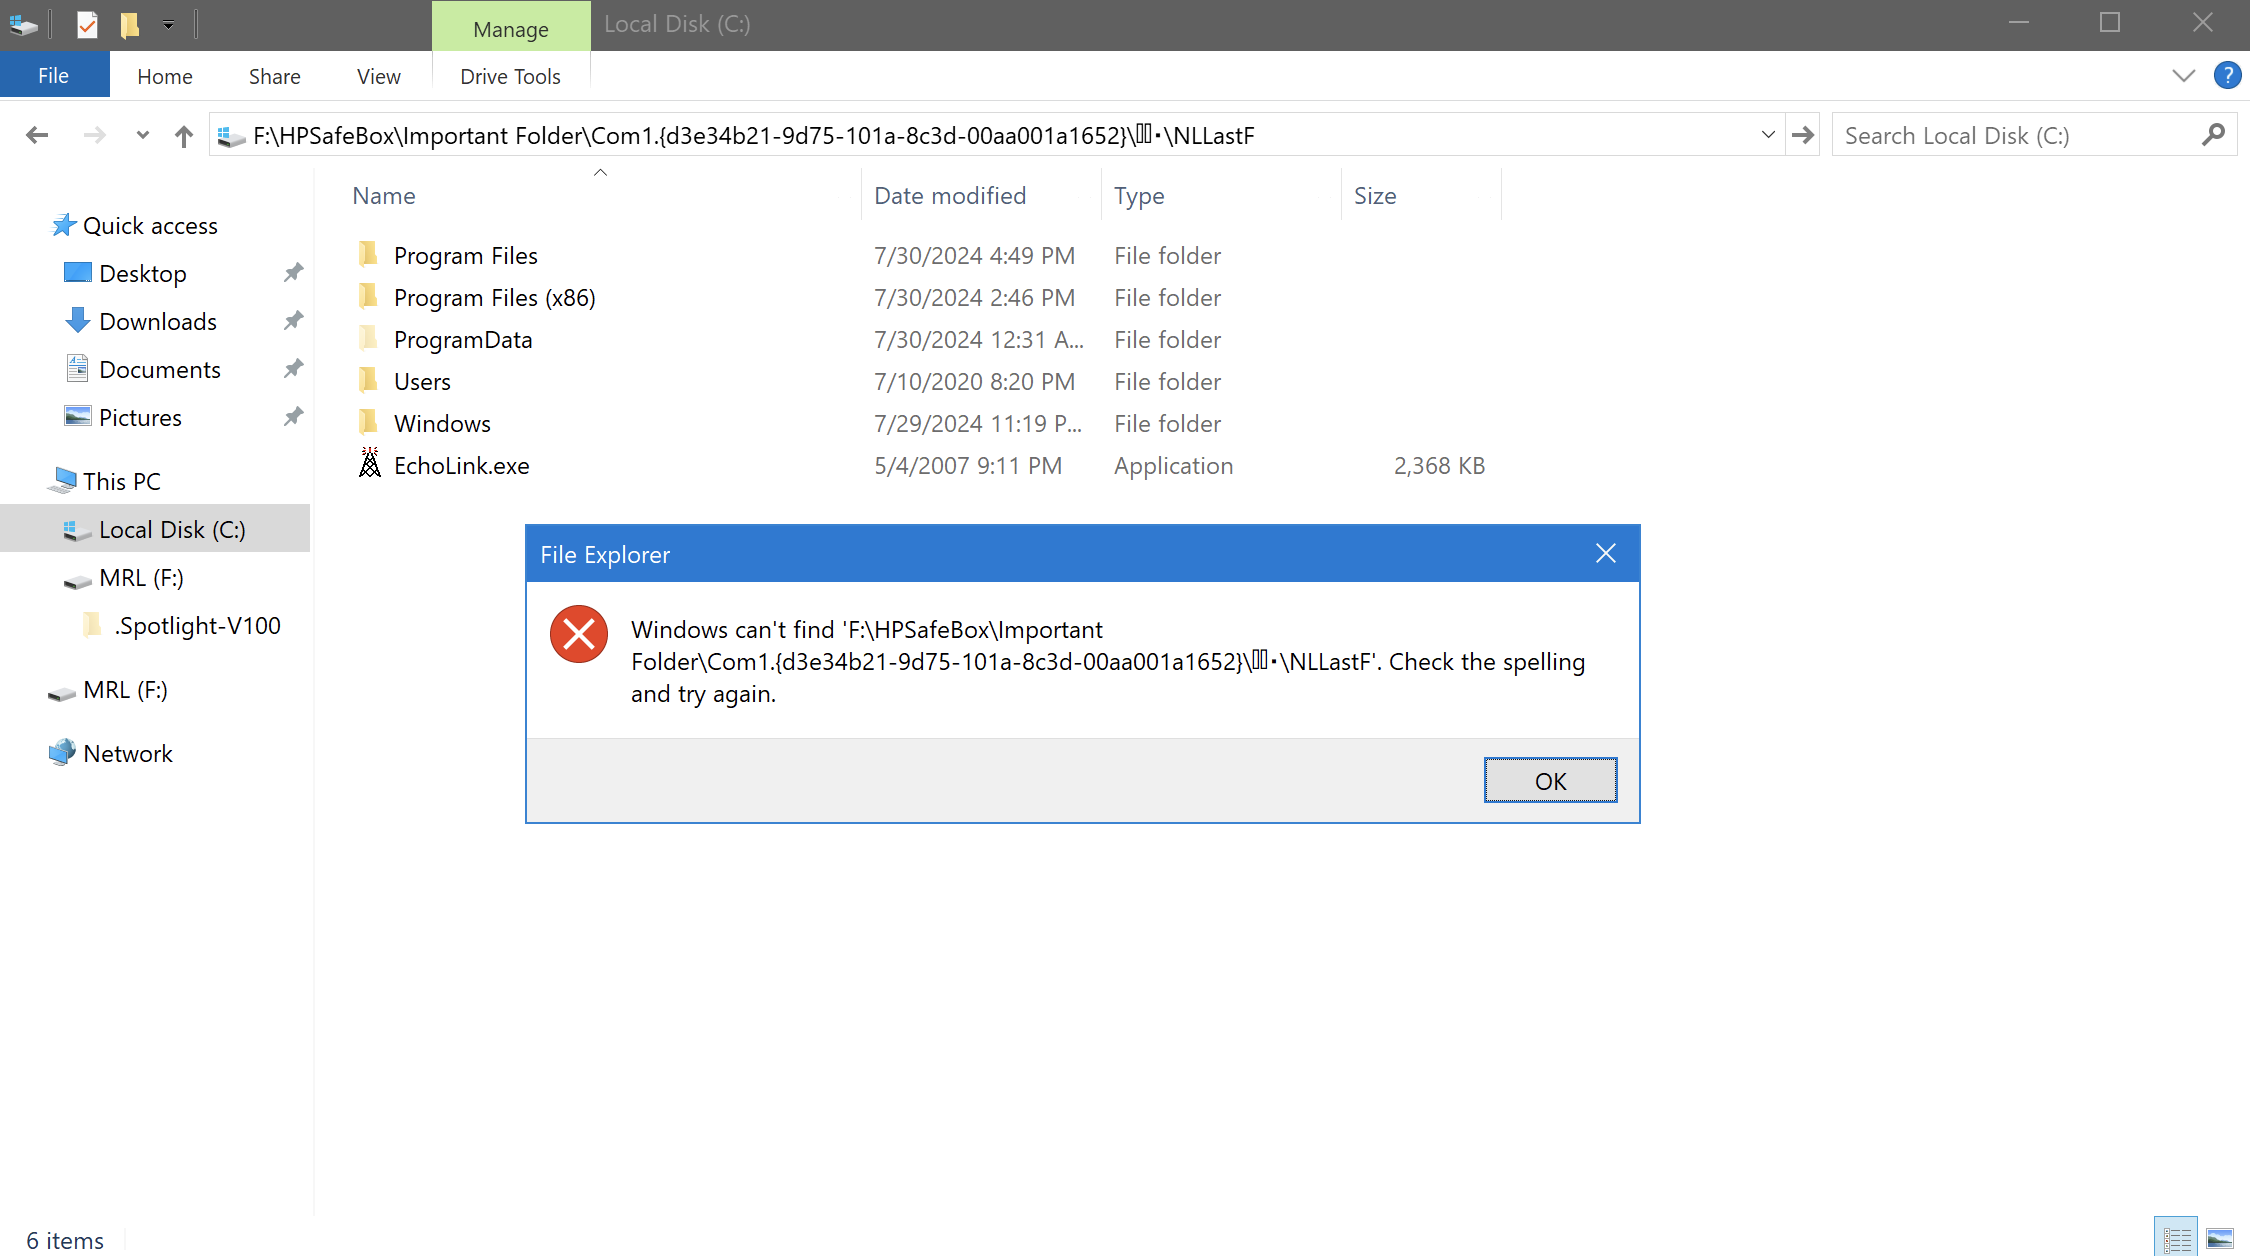 Manage
Local Disk (C:)
File
Home
Share
View
Drive Tools
?
F:\HPSafeBox\Important Folder\Com1.{d3e34b21-9d75-101a-8c3d-00aa001a1652}\▯▯・\NLLastF
Search Local Disk (C:)
Name
Date modified
Type
Size
Quick access
Desktop
Downloads
Documents
Pictures
This PC
Local Disk (C:)
MRL (F:)
.Spotlight-V100
MRL (F:)
Network
Program Files 7/30/2024 4:49 PM File folder
Program Files (x86) 7/30/2024 2:46 PM File folder
ProgramData 7/30/2024 12:31 A... File folder
Users 7/10/2020 8:20 PM File folder
Windows 7/29/2024 11:19 P... File folder
EchoLink.exe 5/4/2007 9:11 PM Application 2,368 KB
File Explorer
Windows can't find 'F:\HPSafeBox\Important
Folder\Com1.{d3e34b21-9d75-101a-8c3d-00aa001a1652}\▯▯・\NLLastF'. Check the spelling
and try again.
OK
6 items